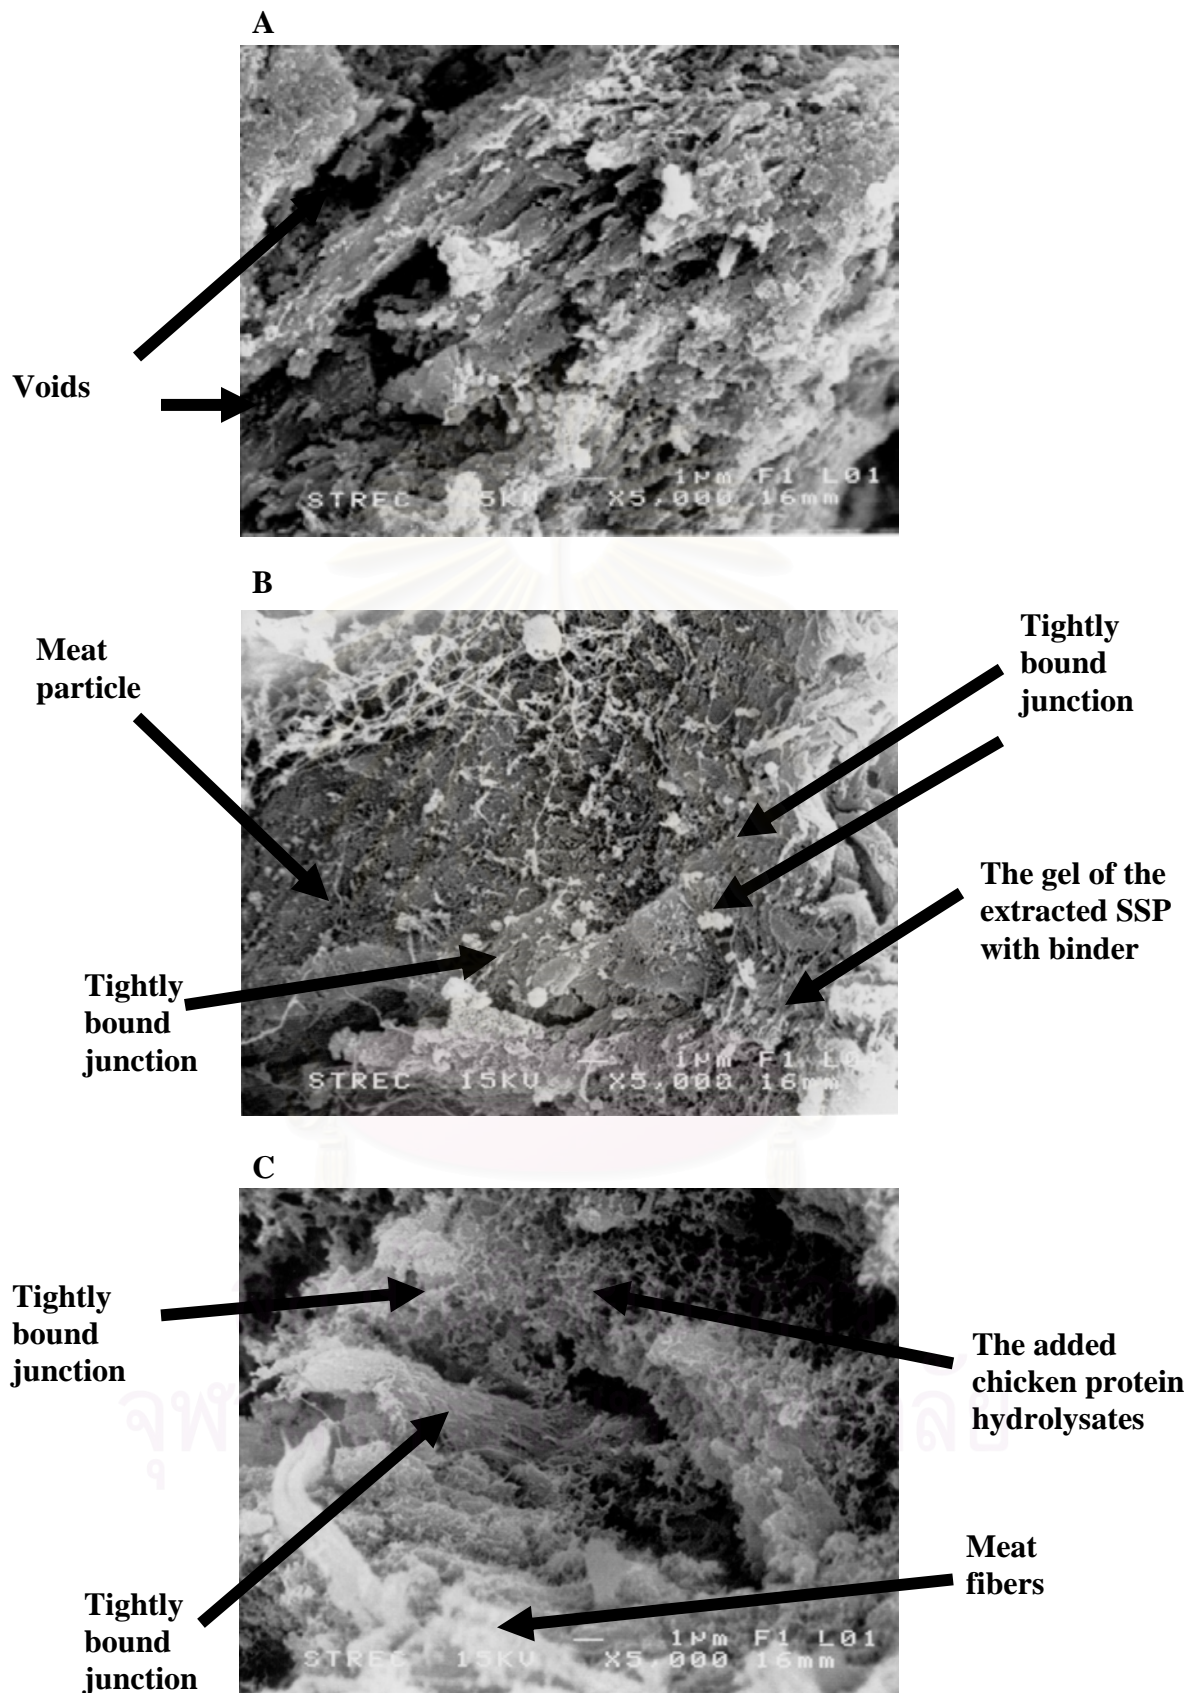 A
Voids
1µm F1 L01
STREC 15KV X5,000 16mm
B
Meat
particle
Tightly
bound
junction
The gel of the
extracted SSP
with binder
Tightly
bound
junction
1µm F1 L01
STREC 15KV X5,000 16mm
C
Tightly
bound
junction
The added
chicken protein
hydrolysates
Meat
fibers
Tightly
bound
junction
1µm F1 L01
STREC 15KV X5,000 16mm